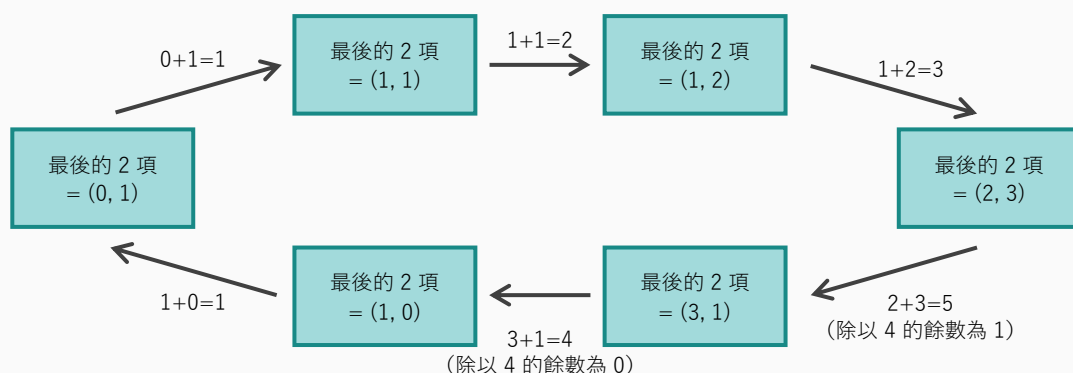 0+1=1
最後的 2 項
= (1, 1)
1+1=2
最後的 2 項
= (1, 2)
1+2=3
最後的 2 項
= (0, 1)
最後的 2 項
= (2, 3)
1+0=1
最後的 2 項
= (1, 0)
3+1=4
（除以 4 的餘數為 0）
最後的 2 項
= (3, 1)
2+3=5
（除以 4 的餘數為 1）